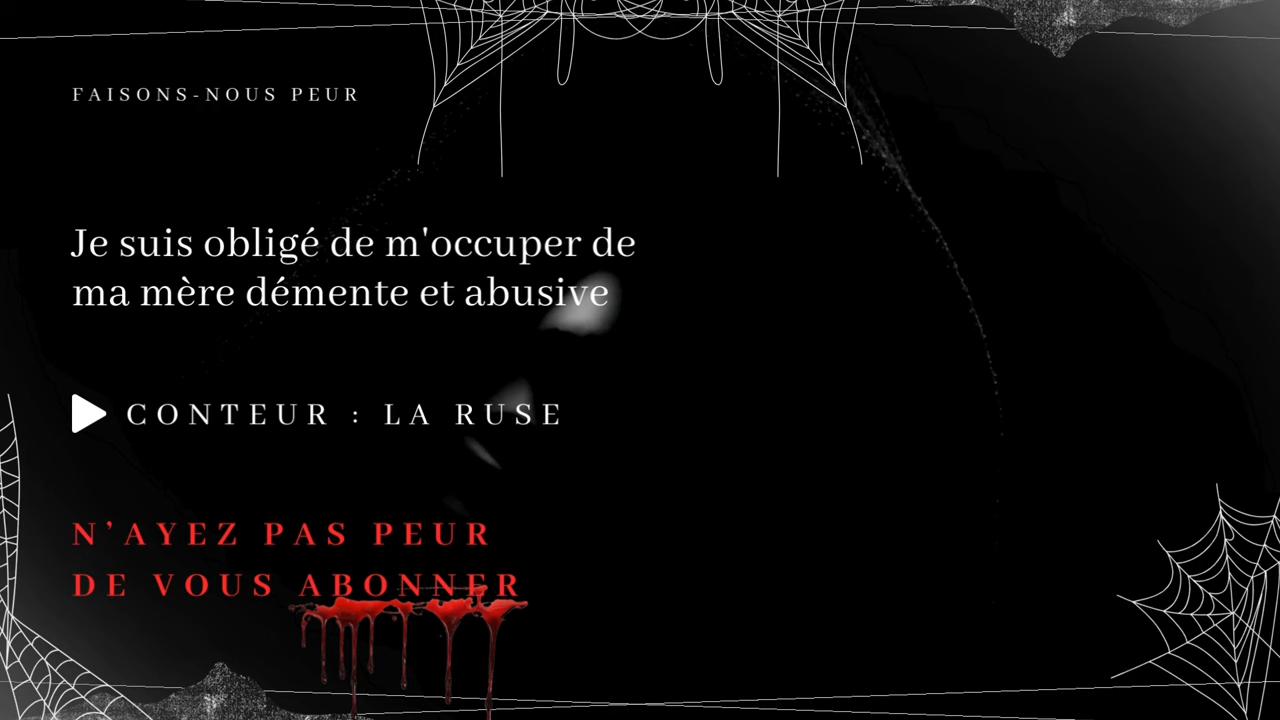 FAISONS-NOUS PEUR
Je suis obligé de m'occuper de
ma mère démente et abusive
CONTEUR : LA RUSE
N’AYEZ PAS PEUR
DE VOUS ABONNER